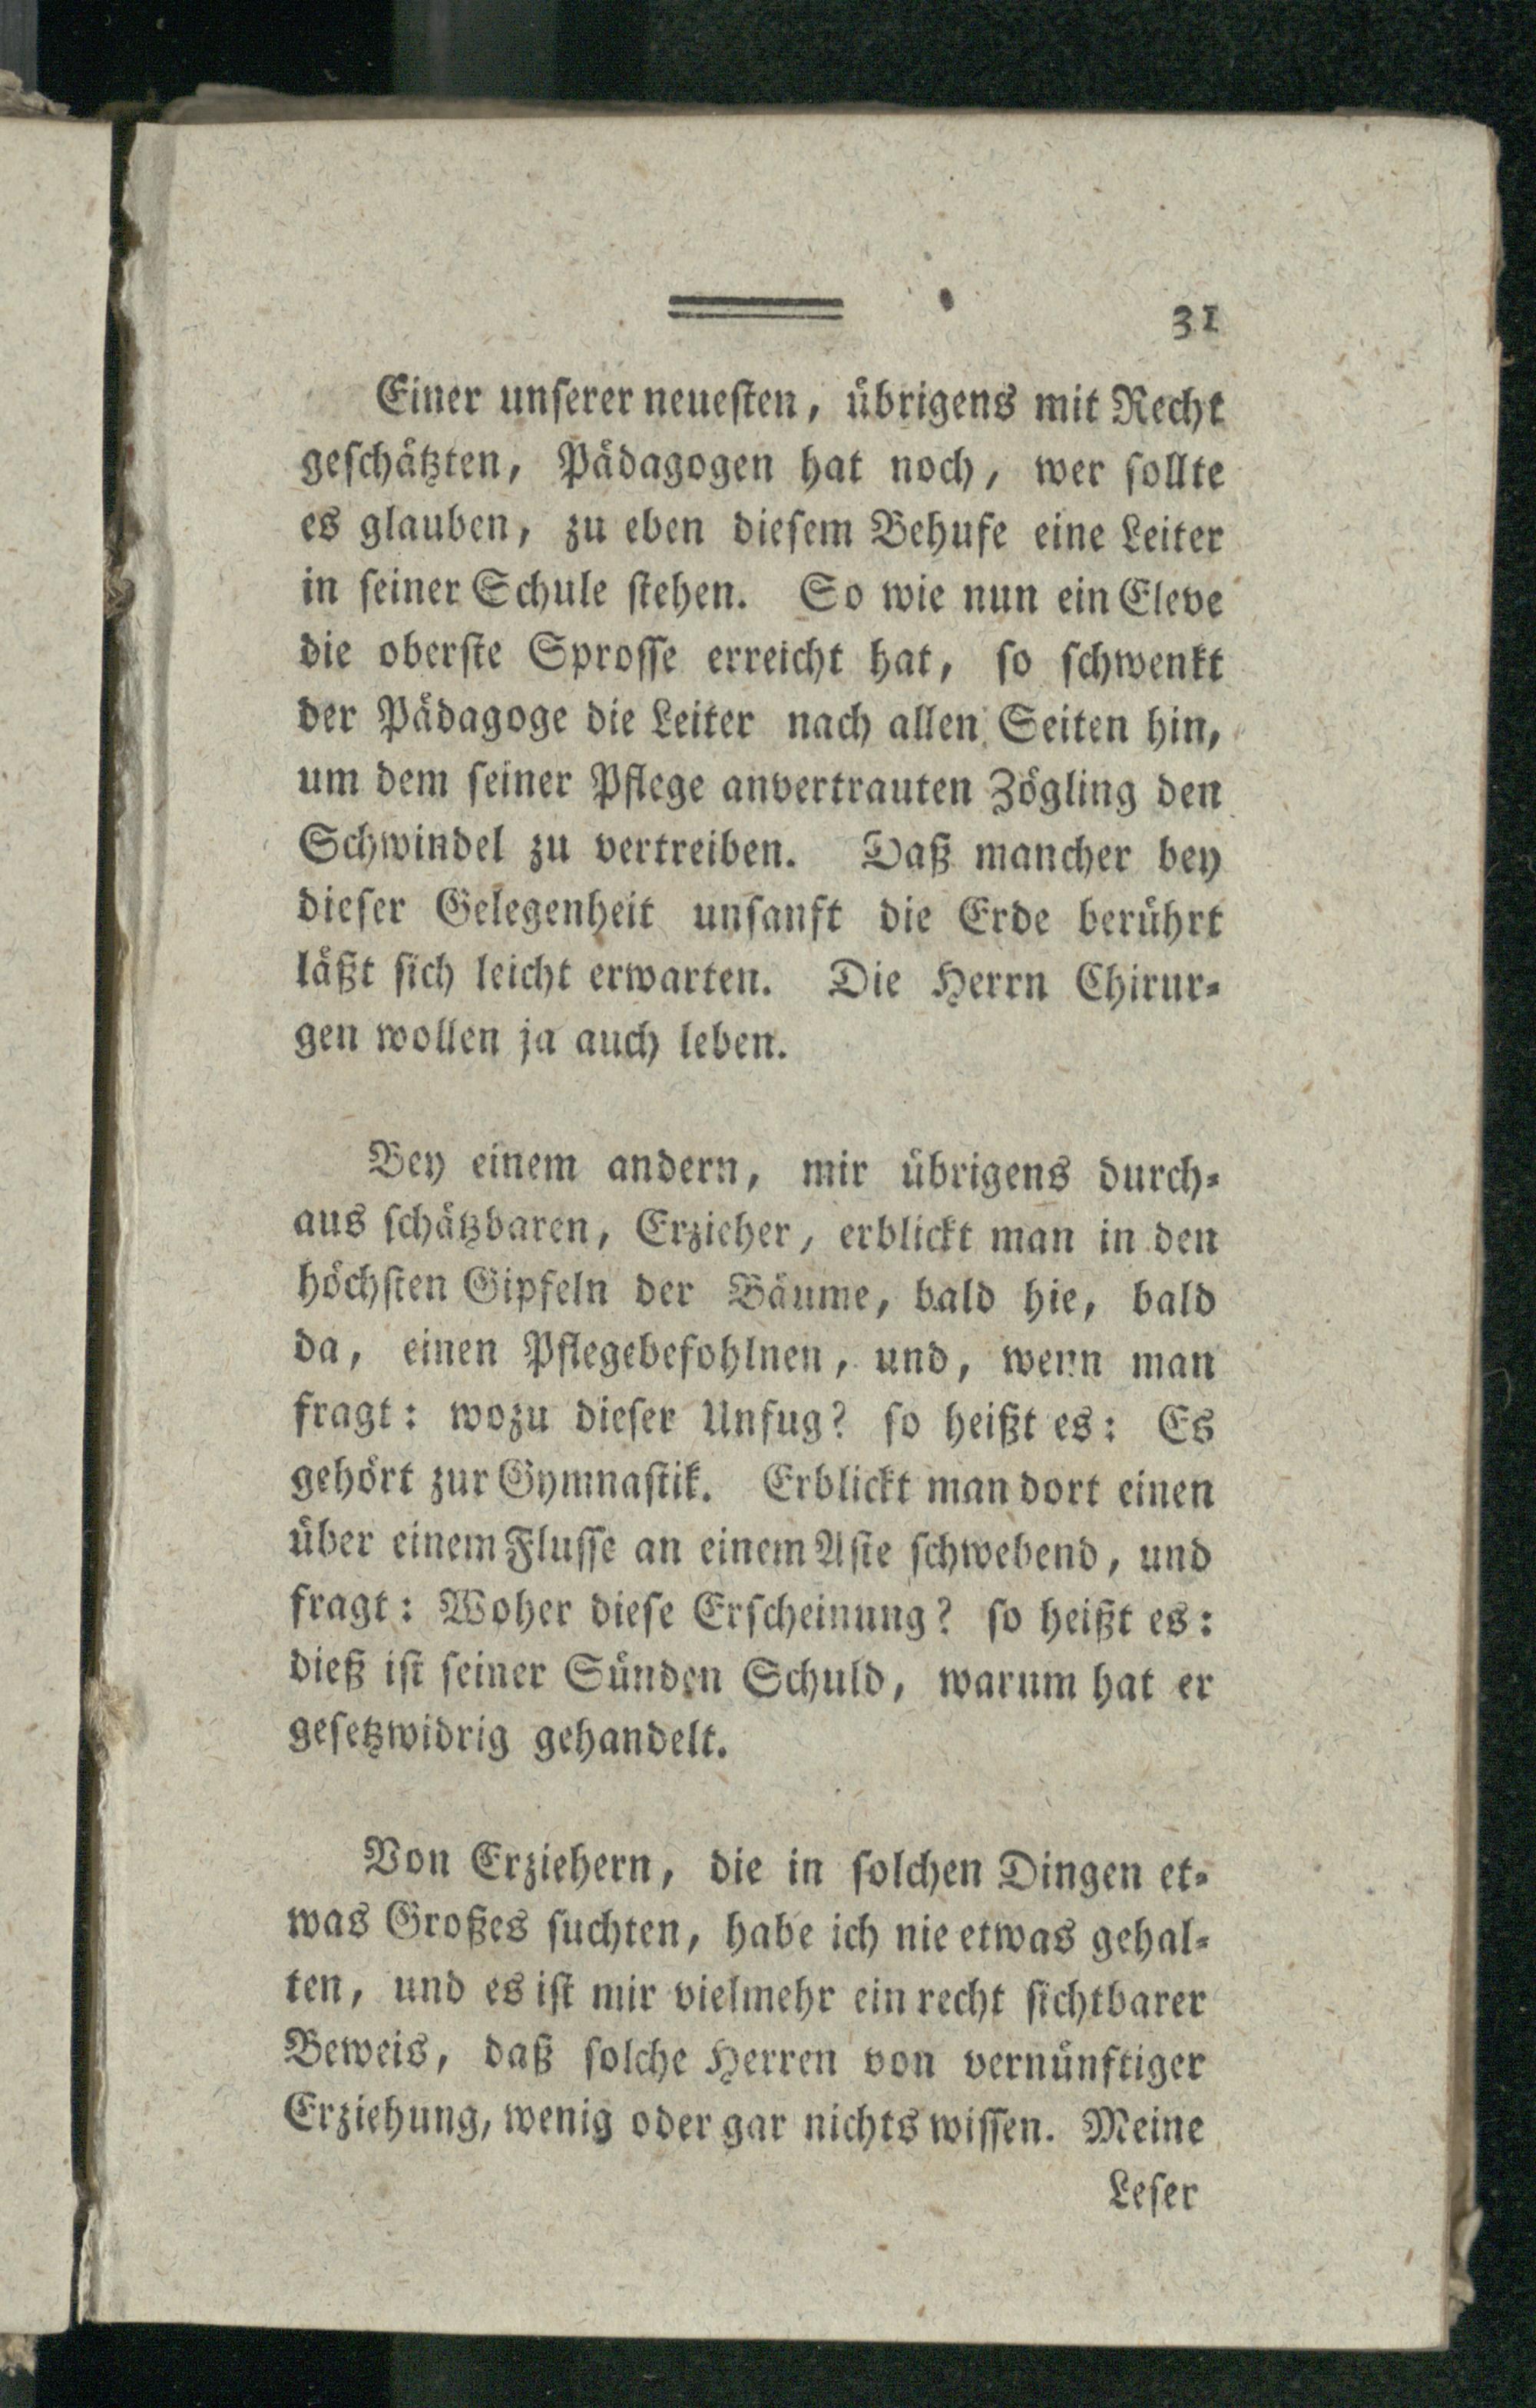 31
Einer unserer neuesten, übrigens mit Recht
geschätzten, Pädagogen hat noch, wer sollte
es glauben, zu eben diesem Behufe eine Leiter
in seiner Schule stehen. So wie nun ein Eleve
die oberste Sprosse erreicht hat, so schwenkt
der Pädagoge die Leiter nach allen Seiten hin,
um dem seiner Pflege anvertrauten Zögling den
Schwindel zu vertreiben. Daß mancher bey
dieser Gelegenheit unsanft die Erde berührt
läßt sich leicht erwarten. Die Herrn Chirur-
gen wollen ja auch leben.
Bey einem andern, mir übrigens durch-
aus schätzbaren, Erzieher, erblickt man in den
höchsten Gipfeln der Bäume, bald hie, bald
da, einen Pflegebefohlnen, und, wenn man
fragt: wozu dieser Unfug? so heißt es: Es
gehört zur Gymnastik. Erblickt man dort einen
über einem Flusse an einem Aste schwebend, und
fragt: Woher diese Erscheinung? so heißt es:
dieß ist seiner Sünden Schuld, warum hat er
gesetzwidrig gehandelt.
Von Erziehern, die in solchen Dingen et-
was Großes suchten, habe ich nie etwas gehal-
ten, und es ist mir vielmehr ein recht sichtbarer
Beweis, daß solche Herren von vernünftiger
Erziehung, wenig oder gar nichts wissen. Meine
Leser